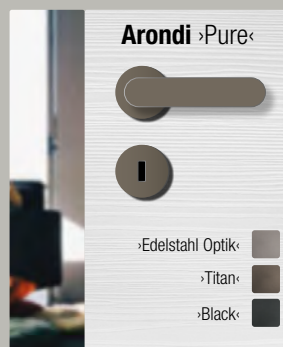 Arondi ›Pure‹
›Edelstahl Optik‹
›Titan‹
›Black‹